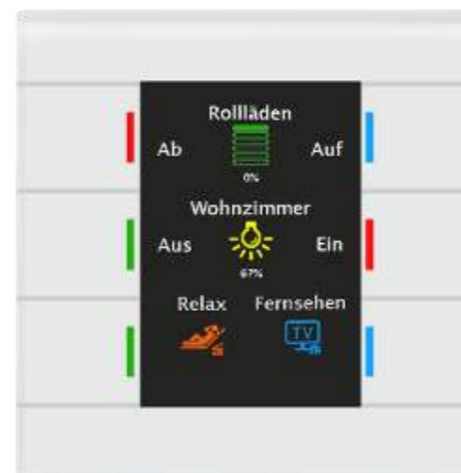 Rollläden
Ab Auf
0%
Wohnzimmer
Aus Ein
67%
Relax Fernsehen
TV